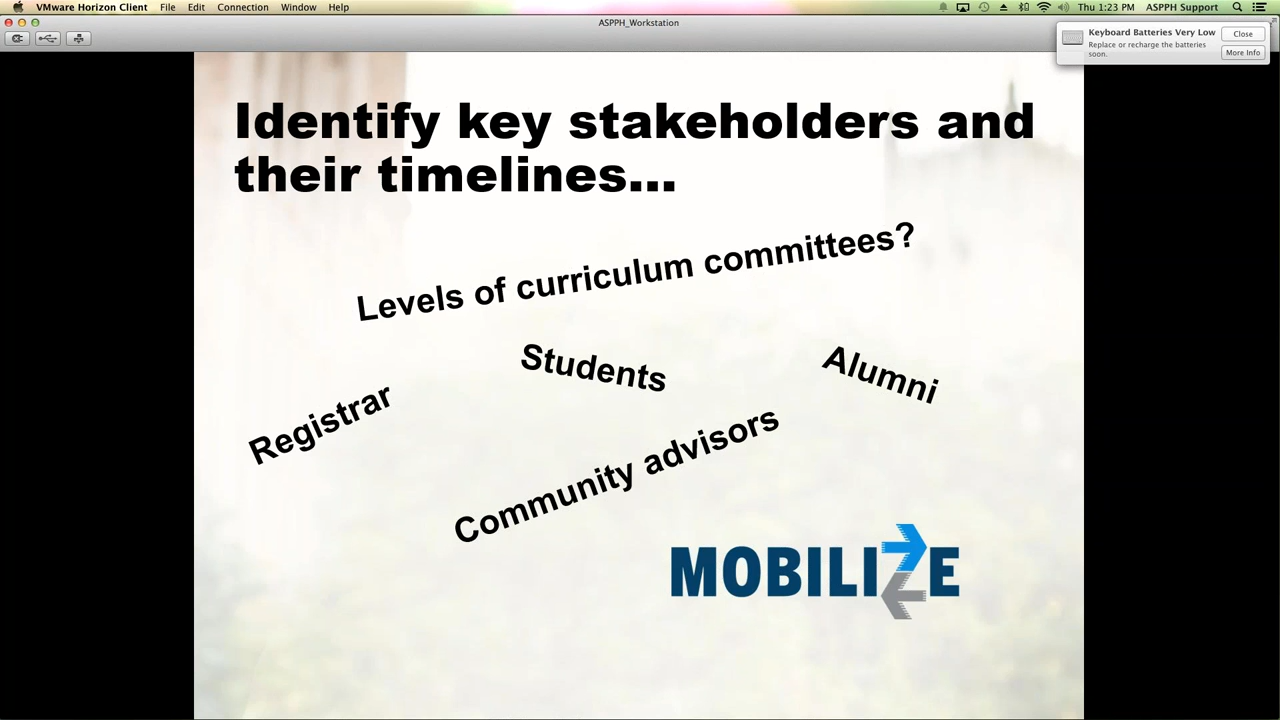 VMware Horizon Client File Edit Connection Window Help Thu 1:23 PM ASPPH Support
ASPPH_Workstation
Keyboard Batteries Very Low
Replace or recharge the batteries
soon.
Close
More Info
Identify key stakeholders and
their timelines...
Levels of curriculum committees?
Students
Alumni
Registrar
Community advisors
MOBILIZE